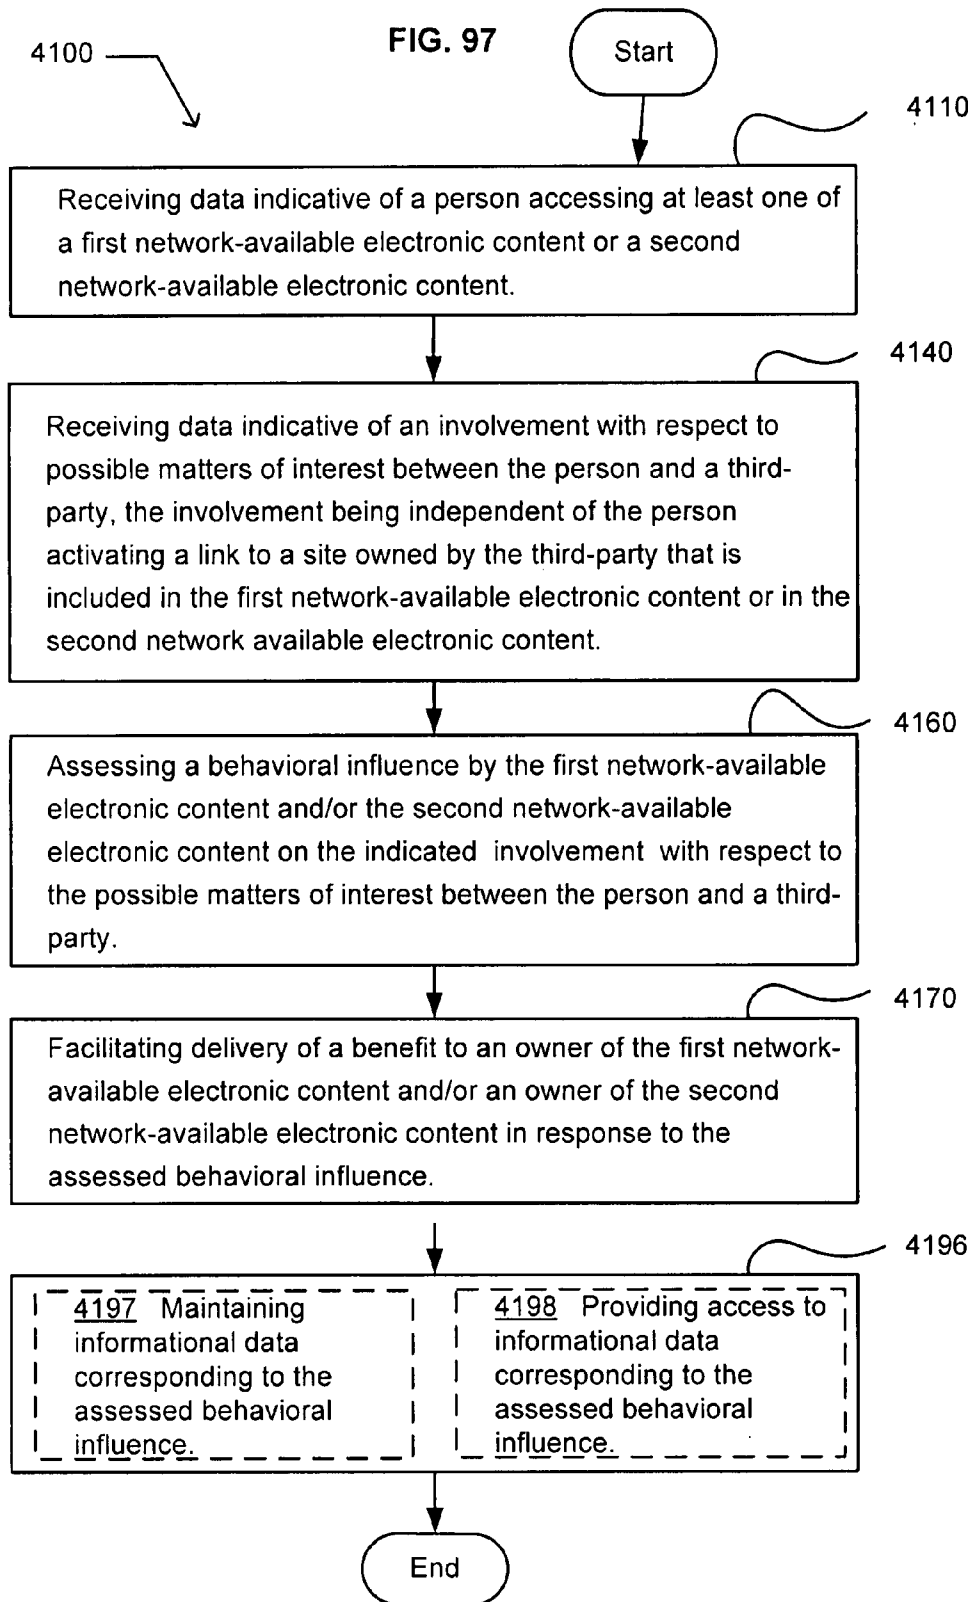 FIG. 97
4100
Start
4110
Receiving data indicative of a person accessing at least one of
a first network-available electronic content or a second
network-available electronic content.
4140
Receiving data indicative of an involvement with respect to
possible matters of interest between the person and a third-
party, the involvement being independent of the person
activating a link to a site owned by the third-party that is
included in the first network-available electronic content or in the
second network available electronic content.
4160
Assessing a behavioral influence by the first network-available
electronic content and/or the second network-available
electronic content on the indicated involvement with respect to
the possible matters of interest between the person and a third-
party.
4170
Facilitating delivery of a benefit to an owner of the first network-
available electronic content and/or an owner of the second
network-available electronic content in response to the
assessed behavioral influence.
4196
4197 Maintaining
informational data
corresponding to the
assessed behavioral
influence.
4198 Providing access to
informational data
corresponding to the
assessed behavioral
influence.
End